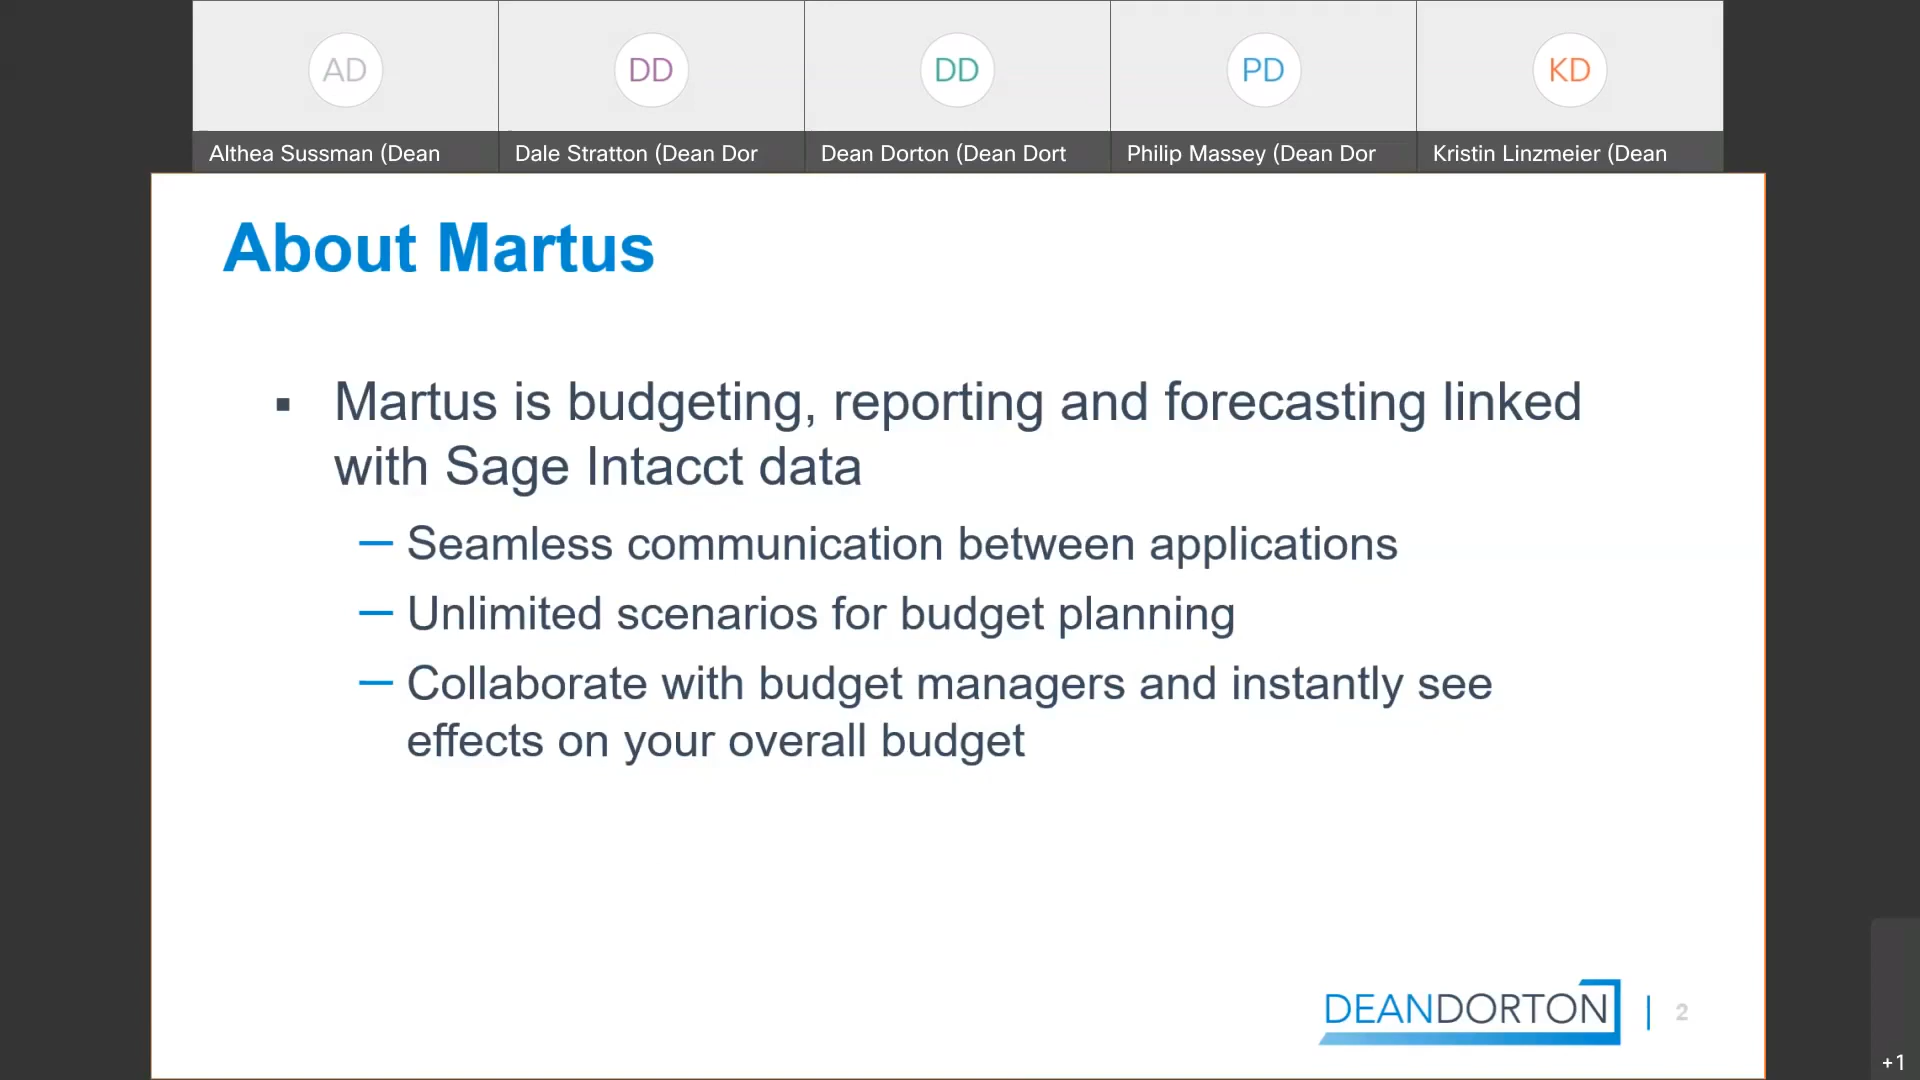 AD
DD
DD
PD
KD
Althea Sussman (Dean
Dale Stratton (Dean Dor
Dean Dorton (Dean Dort
Philip Massey (Dean Dor
Kristin Linzmeier (Dean
About Martus
▪ Martus is budgeting, reporting and forecasting linked
with Sage Intacct data
— Seamless communication between applications
— Unlimited scenarios for budget planning
— Collaborate with budget managers and instantly see
effects on your overall budget
DEANDORTON | 2
+1